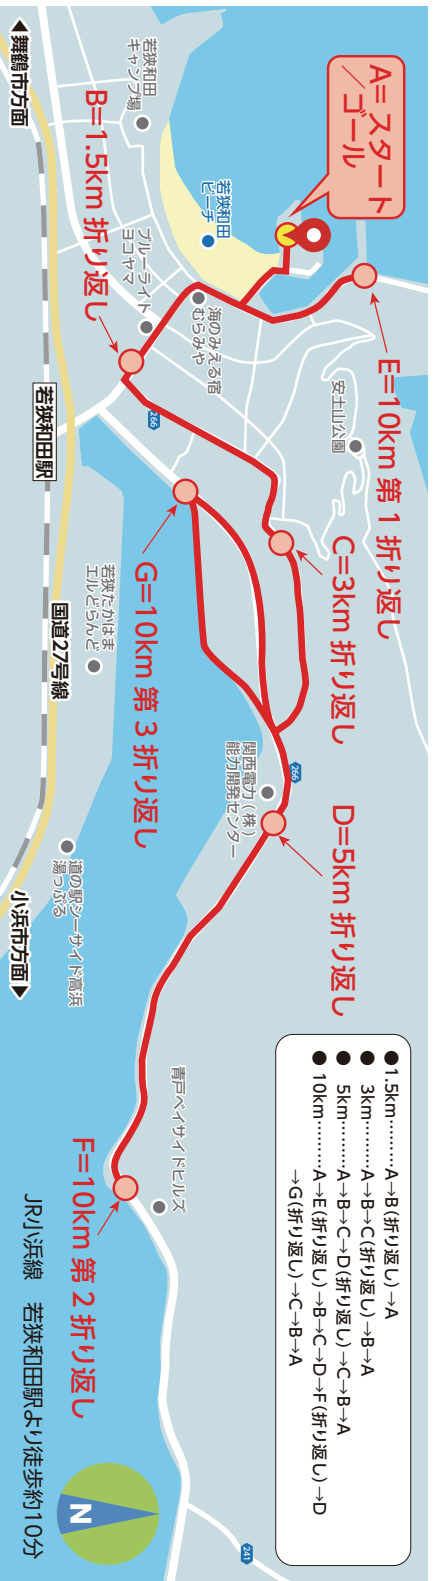 A=スタート
／ゴール
E=10km 第1 折り返し
B=1.5km 折り返し
C=3km 折り返し
D=5km 折り返し
G=10km 第3 折り返し
F=10km 第2 折り返し
若狭和田
キャンプ場
若狭和田
ビーチ
ブルーライト
ヨコヤマ
海のみえる宿
むらみや
安土山公園
266
◀舞鶴市方面
若狭和田駅
国道27号線
若狭たかはま
エルどらんど
関西電力(株)
能力開発センター
266
道の駅シーサイド高浜
湯っぷる
小浜市方面▶
青戸ベイサイドヒルズ
241
● 1.5km………A→B(折り返し)→A
● 3km………A→B→C(折り返し)→B→A
● 5km………A→B→C→D(折り返し)→C→B→A
● 10km………A→E(折り返し)→B→C→D→F(折り返し)→D
→G(折り返し)→C→B→A
JR小浜線　若狭和田駅より徒歩約10分
N